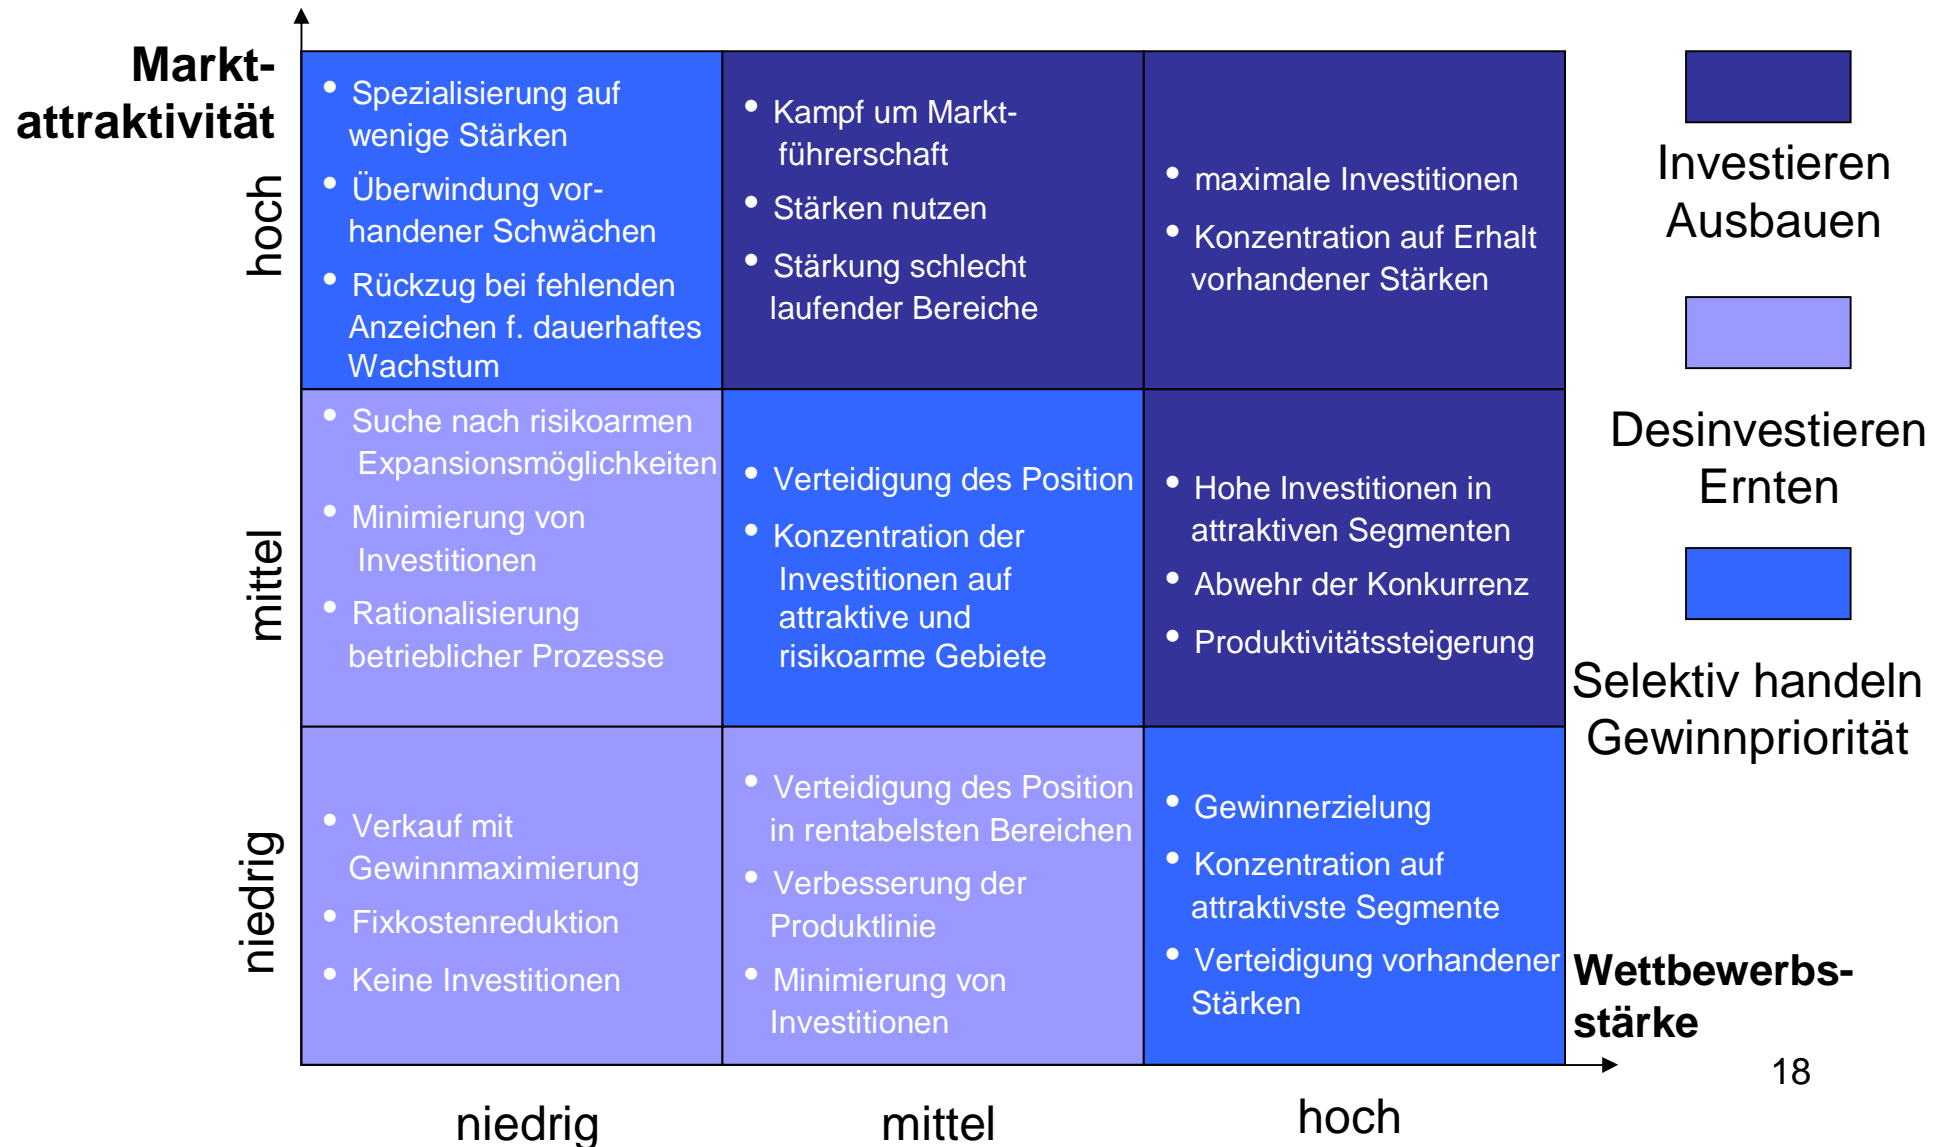 Markt-
attraktivität
hoch
• Spezialisierung auf
wenige Stärken
• Überwindung vor-
handener Schwächen
• Rückzug bei fehlenden
Anzeichen f. dauerhaftes
Wachstum
• Kampf um Markt-
führerschaft
• Stärken nutzen
• Stärkung schlecht
laufender Bereiche
• maximale Investitionen
• Konzentration auf Erhalt
vorhandener Stärken
mittel
• Suche nach risikoarmen
Expansionsmöglichkeiten
• Minimierung von
Investitionen
• Rationalisierung
betrieblicher Prozesse
• Verteidigung des Position
• Konzentration der
Investitionen auf
attraktive und
risikoarme Gebiete
• Hohe Investitionen in
attraktiven Segmenten
• Abwehr der Konkurrenz
• Produktivitätssteigerung
niedrig
• Verkauf mit
Gewinnmaximierung
• Fixkostenreduktion
• Keine Investitionen
• Verteidigung des Position
in rentabelsten Bereichen
• Verbesserung der
Produktlinie
• Minimierung von
Investitionen
• Gewinnerzielung
• Konzentration auf
attraktivste Segmente
• Verteidigung vorhandener
Stärken
niedrig
mittel
hoch
Wettbewerbs-
stärke
Investieren
Ausbauen
Desinvestieren
Ernten
Selektiv handeln
Gewinnpriorität
18